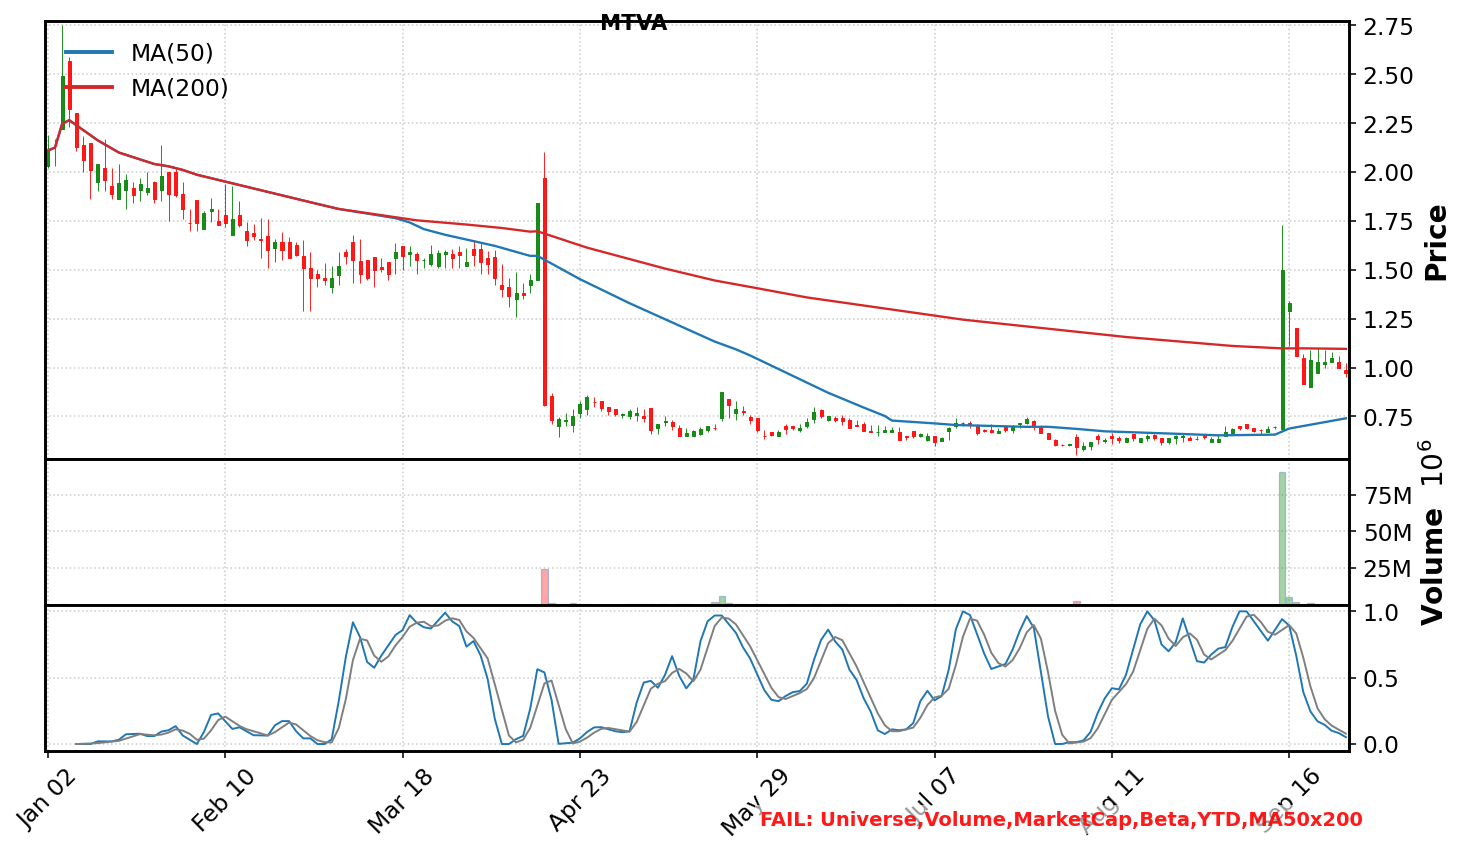 MTVA
MA(50)
MA(200)
2.75
2.50
2.25
2.00
1.75
1.50
1.25
1.00
0.75
Price
75M
50M
25M
Volume 10⁶
1.0
0.5
0.0
Jan 02
Feb 10
Mar 18
Apr 23
May 29
Jul 07
Aug 11
Sep 16
FAIL: Universe,Volume,MarketCap,Beta,YTD,MA50x200